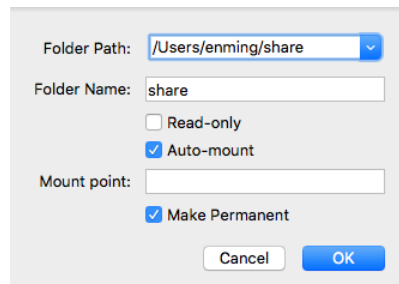 Folder Path: /Users/enming/share
Folder Name: share
Read-only
Auto-mount
Mount point:
Make Permanent
Cancel OK